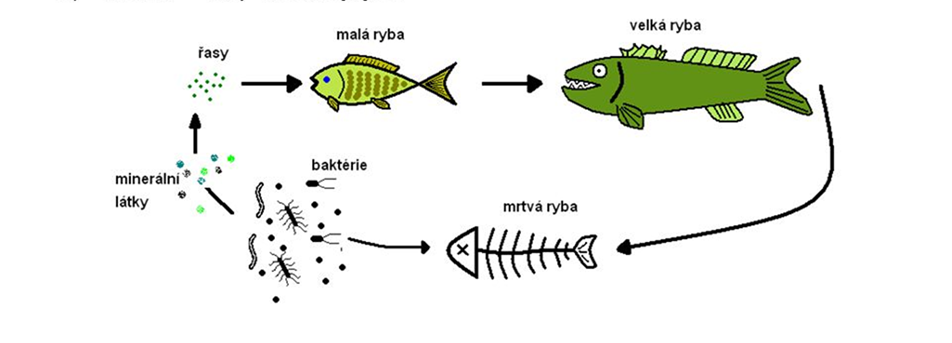 řasy
malá ryba
velká ryba
minerální
látky
baktérie
mrtvá ryba